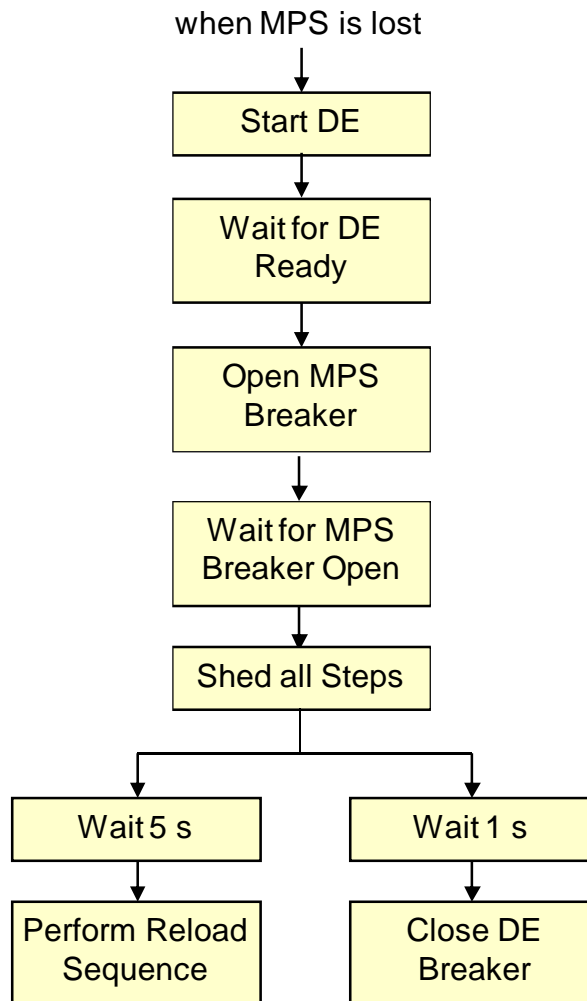 when MPS is lost
Start DE
Wait for DE
Ready
Open MPS
Breaker
Wait for MPS
Breaker Open
Shed all Steps
Wait 5 s
Wait 1 s
Perform Reload
Sequence
Close DE
Breaker